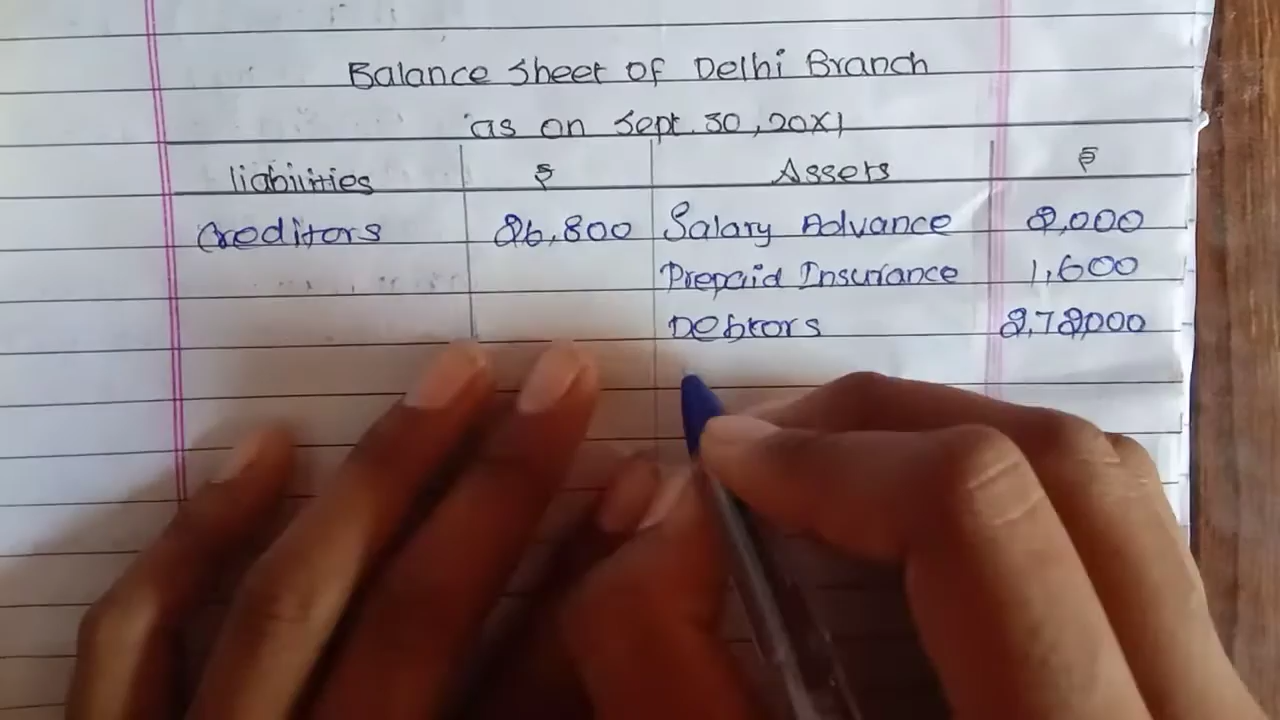 Balance Sheet of Delhi Branch
as on Sept. 30, 20X1
liabilities ₹ Assets ₹
Creditors 26,800 Salary Advance 2,000
Prepaid Insurance 1,600
Debtors 2,72,000